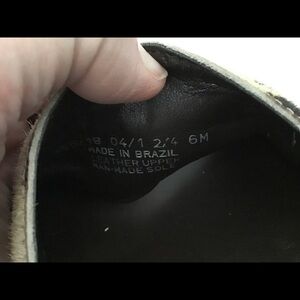 04/1 2/4 6M
MADE IN BRAZIL
LEATHER UPPER
MAN-MADE SOLE